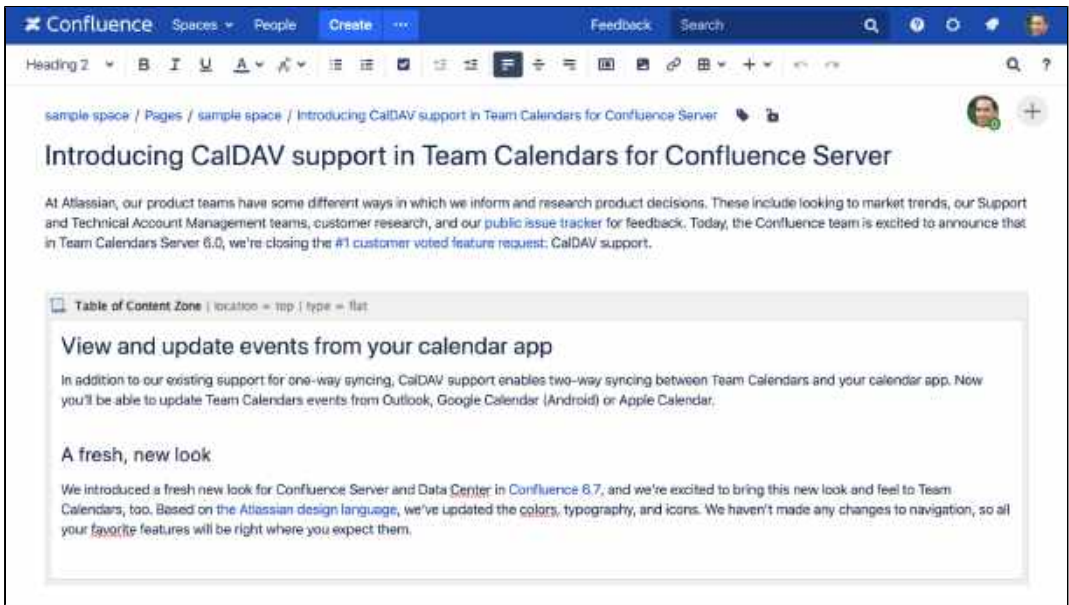 Confluence Spaces People Create ... Feedback Search
Heading 2 B I U A
sample space / Pages / sample space / Introducing CalDAV support in Team Calendars for Confluence Server
Introducing CalDAV support in Team Calendars for Confluence Server
At Atlassian, our product teams have some different ways in which we inform and research product decisions. These include looking to market trends, our Support
and Technical Account Management teams, customer research, and our public issue tracker for feedback. Today, the Confluence team is excited to announce that
in Team Calendars Server 6.0, we're closing the #1 customer voted feature request: CalDAV support.
Table of Content Zone | location = top | type = flat
View and update events from your calendar app
In addition to our existing support for one-way syncing, CalDAV support enables two-way syncing between Team Calendars and your calendar app. Now
you'll be able to update Team Calendars events from Outlook, Google Calendar (Android) or Apple Calendar.
A fresh, new look
We introduced a fresh new look for Confluence Server and Data Center in Confluence 6.7, and we're excited to bring this new look and feel to Team
Calendars, too. Based on the Atlassian design language, we've updated the colors, typography, and icons. We haven't made any changes to navigation, so all
your favorite features will be right where you expect them.